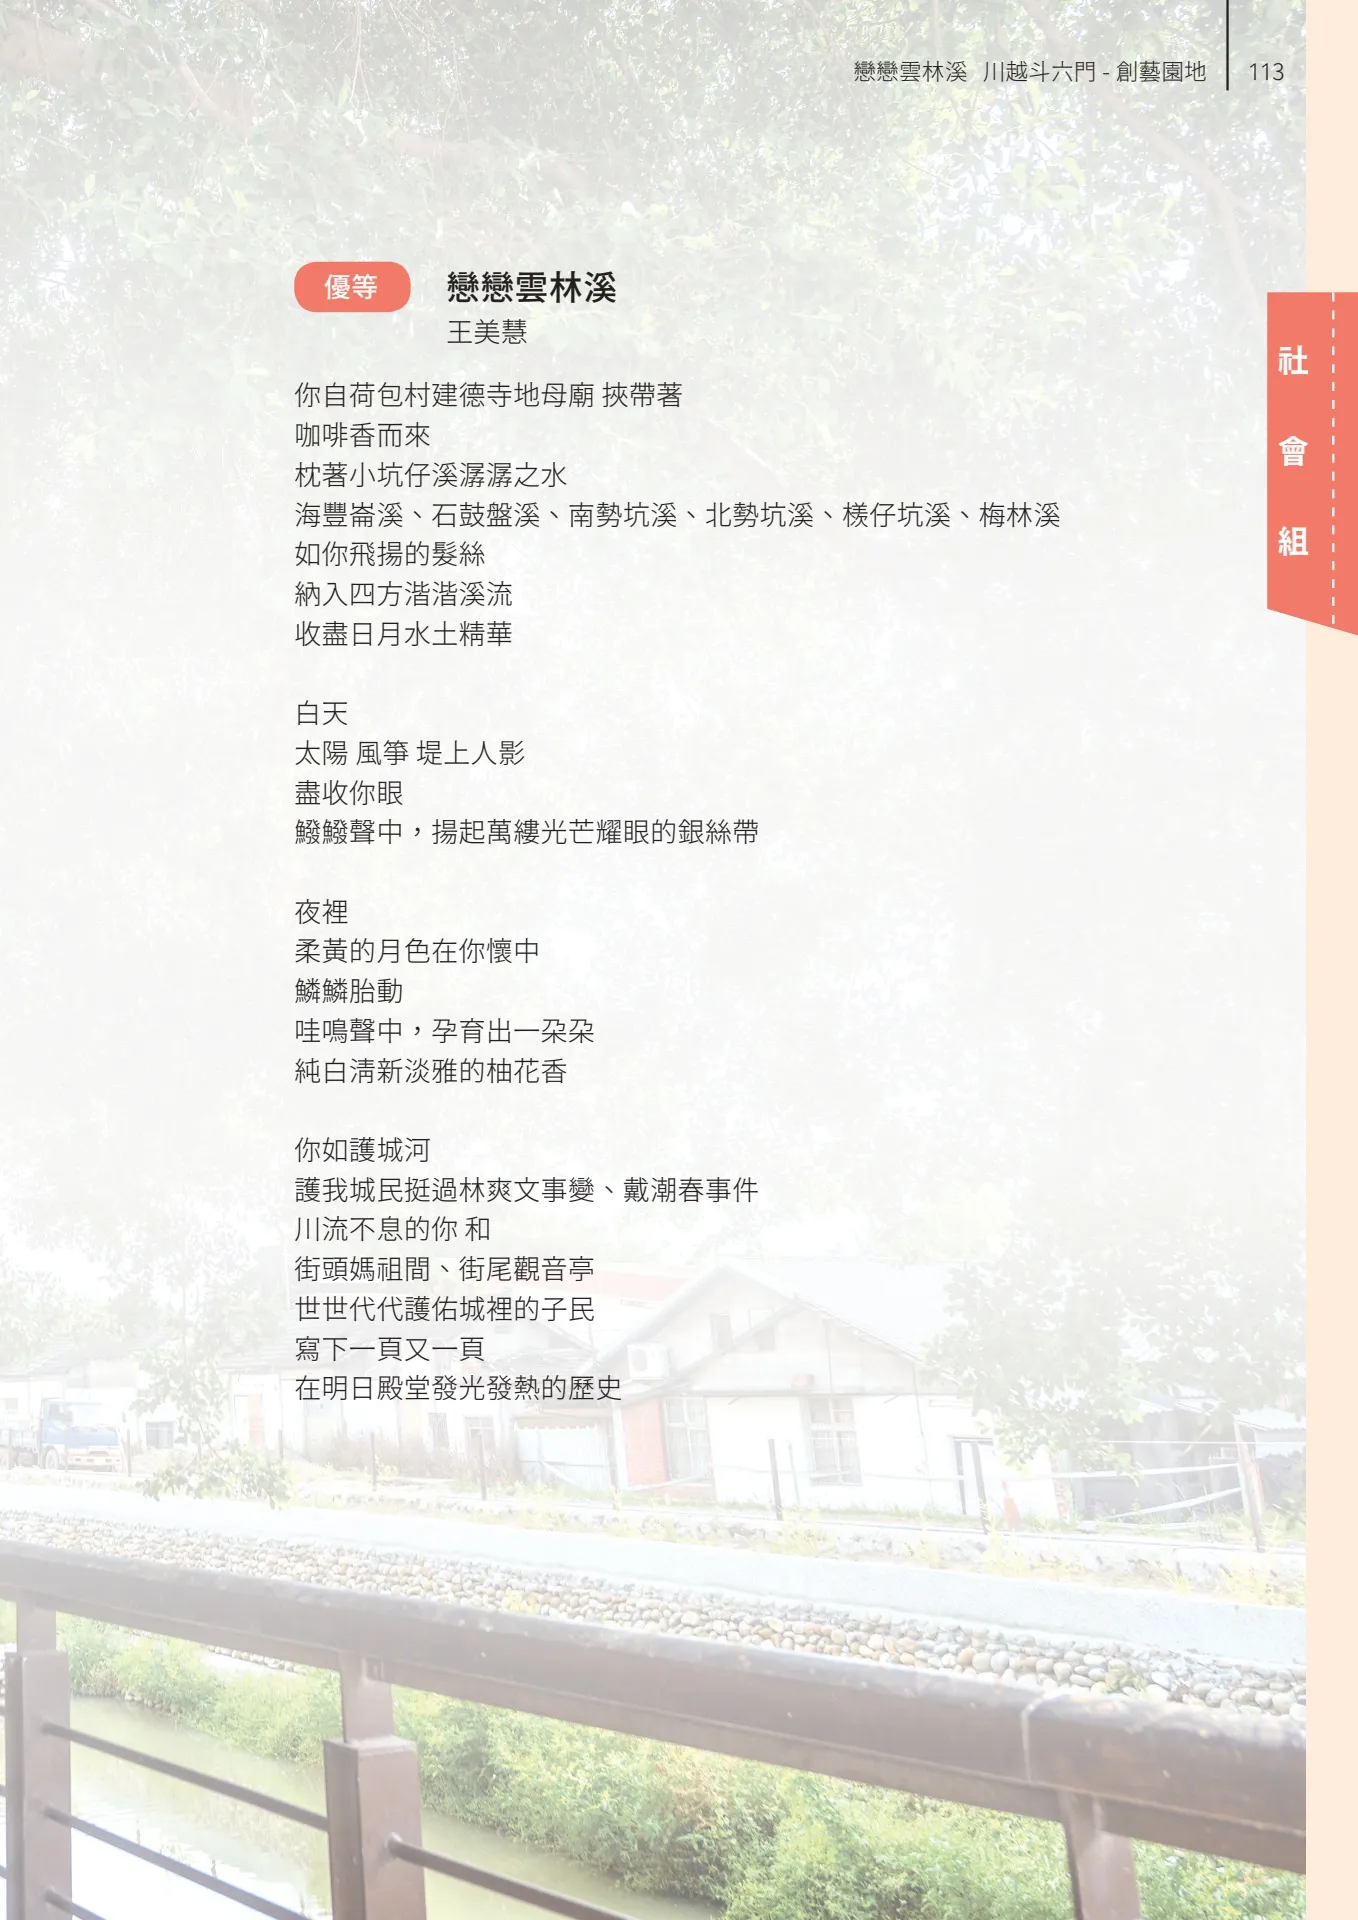 戀戀雲林溪 川越斗六門 - 創藝園地 113
優等 戀戀雲林溪
王美慧
你自荷包村建德寺地母廟 挾帶著
咖啡香而來
枕著小坑仔溪潺潺之水
海豐崙溪、石鼓盤溪、南勢坑溪、北勢坑溪、檨仔坑溪、梅林溪
如你飛揚的髮絲
納入四方湝湝溪流
收盡日月水土精華
白天
太陽 風箏 堤上人影
盡收你眼
鱍鱍聲中，揚起萬縷光芒耀眼的銀絲帶
夜裡
柔黃的月色在你懷中
鱗鱗胎動
哇鳴聲中，孕育出一朵朵
純白清新淡雅的柚花香
你如護城河
護我城民挺過林爽文事變、戴潮春事件
川流不息的你 和
街頭媽祖間、街尾觀音亭
世世代代護佑城裡的子民
寫下一頁又一頁
在明日殿堂發光發熱的歷史
社會組